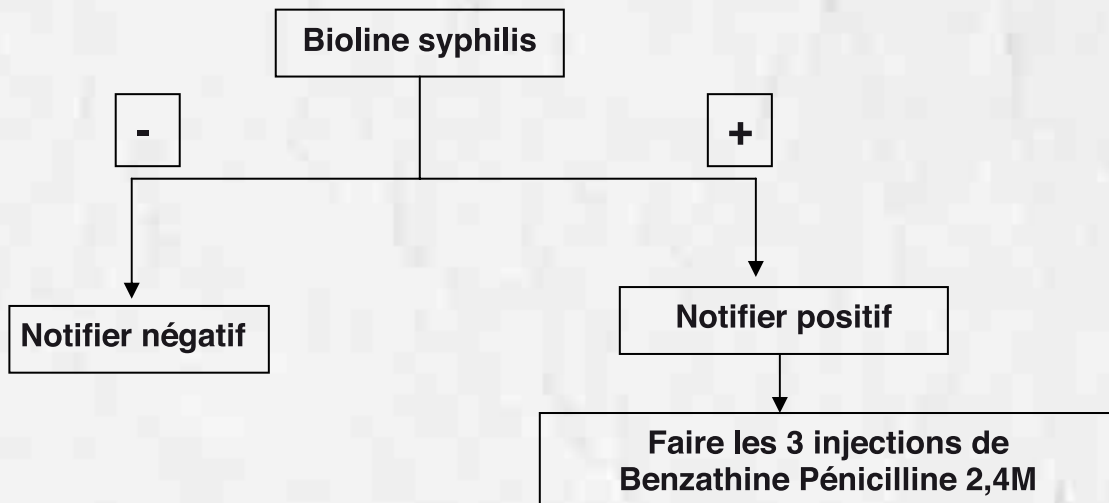 Bioline syphilis
-
+
Notifier négatif
Notifier positif
Faire les 3 injections de
Benzathine Pénicilline 2,4M